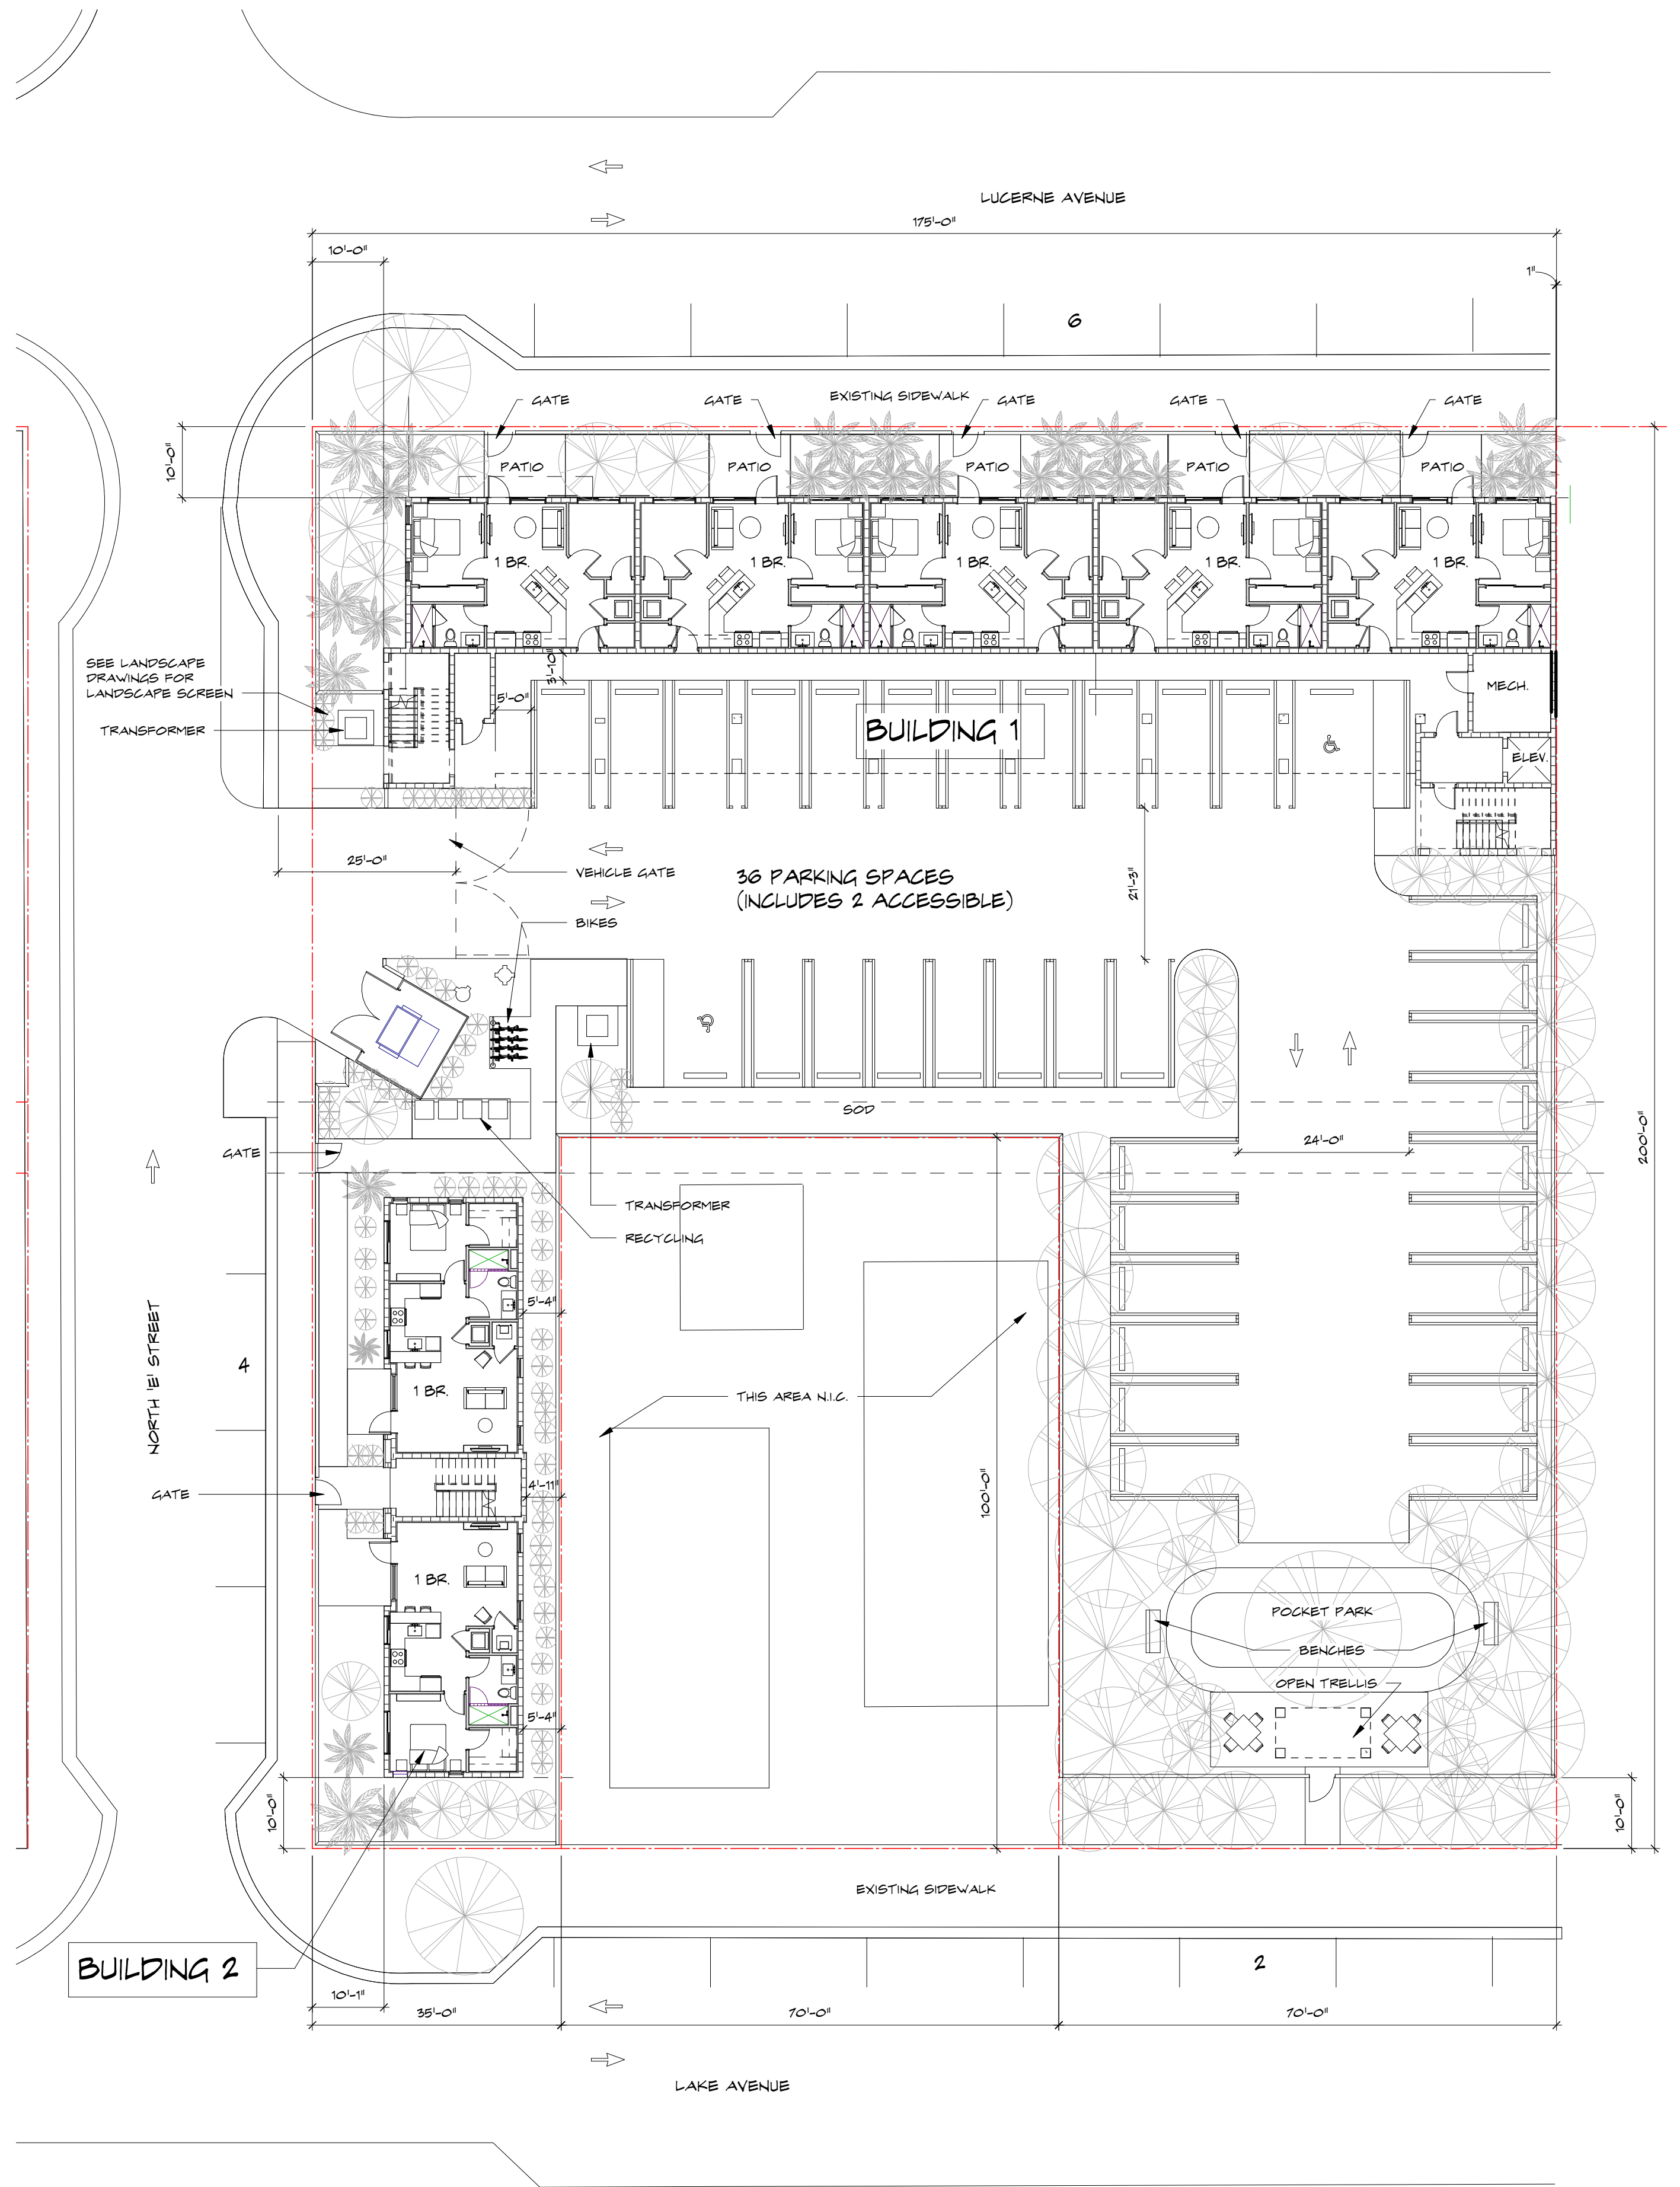 LUCERNE AVENUE
175'-0"
10'-0"
1"
6
GATE
GATE
EXISTING SIDEWALK
GATE
GATE
GATE
10'-0"
PATIO
PATIO
PATIO
PATIO
PATIO
1 BR.
1 BR.
1 BR.
1 BR.
1 BR.
SEE LANDSCAPE
DRAWINGS FOR
LANDSCAPE SCREEN
TRANSFORMER
3'-10"
5'-0"
MECH.
BUILDING 1
ELEV.
25'-0"
VEHICLE GATE
36 PARKING SPACES
(INCLUDES 2 ACCESSIBLE)
21'-3"
BIKES
SOD
GATE
24'-0"
200'-0"
TRANSFORMER
RECYCLING
5'-4"
NORTH 'E' STREET
4
1 BR.
THIS AREA N.I.C.
GATE
4'-11"
100'-0"
1 BR.
POCKET PARK
BENCHES
OPEN TRELLIS
5'-4"
10'-0"
10'-0"
EXISTING SIDEWALK
BUILDING 2
2
10'-1"
35'-0"
70'-0"
70'-0"
LAKE AVENUE